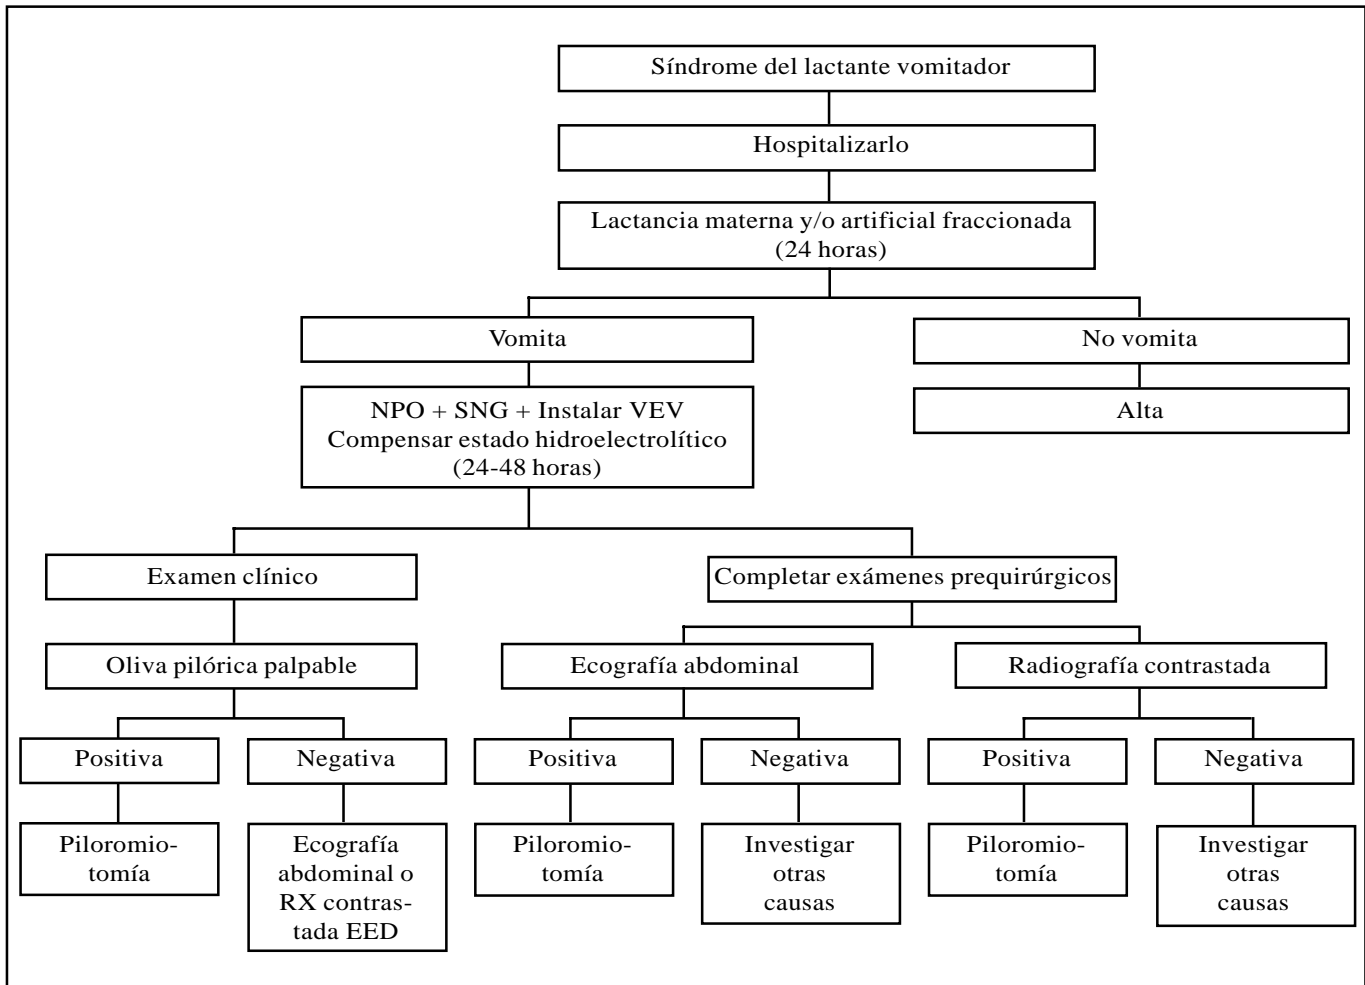 Síndrome del lactante vomitador
Hospitalizarlo
Lactancia materna y/o artificial fraccionada
(24 horas)
Vomita
No vomita
NPO + SNG + Instalar VEV
Compensar estado hidroelectrolítico
(24-48 horas)
Alta
Examen clínico
Completar exámenes prequirúrgicos
Oliva pilórica palpable
Ecografía abdominal
Radiografía contrastada
Positiva
Negativa
Positiva
Negativa
Positiva
Negativa
Piloromio-
tomía
Ecografía
abdominal o
RX contras-
tada EED
Piloromio-
tomía
Investigar
otras
causas
Piloromio-
tomía
Investigar
otras
causas